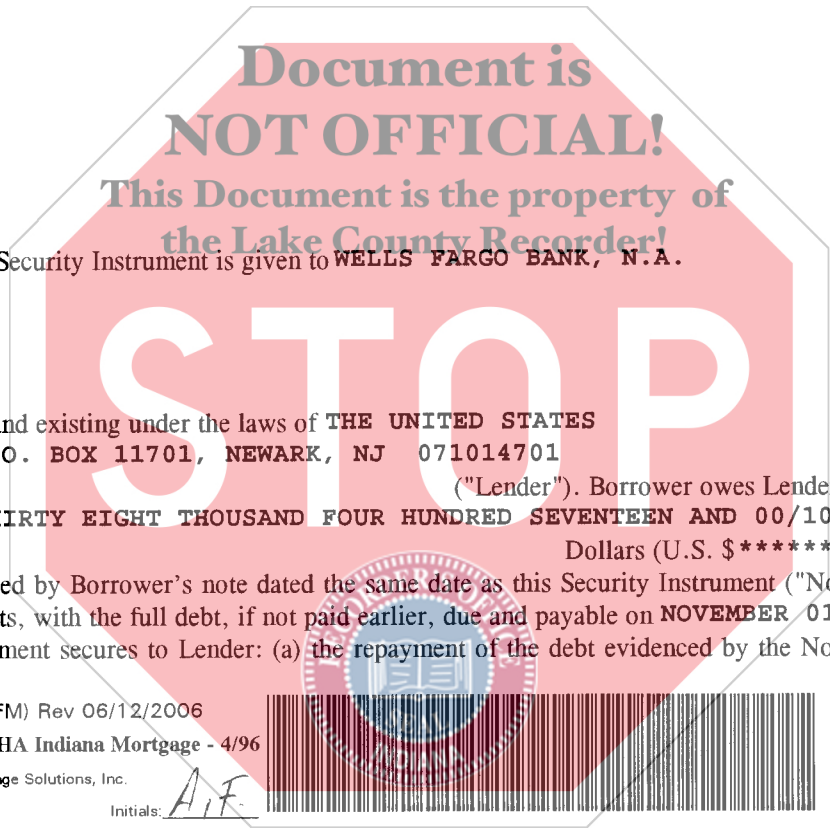 Document is
NOT OFFICIAL!
This Document is the property of
the Lake County Recorder!
Security Instrument is given to WELLS FARGO BANK, N.A.
STOP
nd existing under the laws of THE UNITED STATES
O. BOX 11701, NEWARK, NJ 071014701
("Lender"). Borrower owes Lende
IRTY EIGHT THOUSAND FOUR HUNDRED SEVENTEEN AND 00/10
Dollars (U.S. $******
ed by Borrower's note dated the same date as this Security Instrument ("No
ts, with the full debt, if not paid earlier, due and payable on NOVEMBER 01
ment secures to Lender: (a) the repayment of the debt evidenced by the No
RECORDER'S OFFICE
SEAL
INDIANA
FM) Rev 06/12/2006
HA Indiana Mortgage - 4/96
ge Solutions, Inc.
Initials: A.F.